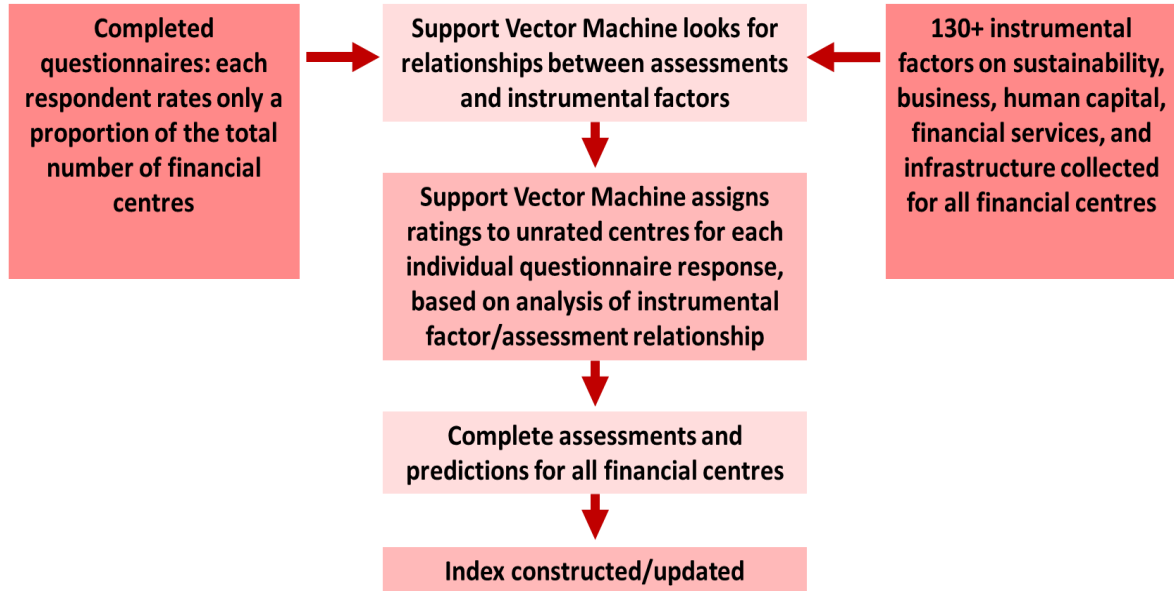 Completed
questionnaires: each
respondent rates only a
proportion of the total
number of financial
centres
Support Vector Machine looks for
relationships between assessments
and instrumental factors
130+ instrumental
factors on sustainability,
business, human capital,
financial services, and
infrastructure collected
for all financial centres
Support Vector Machine assigns
ratings to unrated centres for each
individual questionnaire response,
based on analysis of instrumental
factor/assessment relationship
Complete assessments and
predictions for all financial centres
Index constructed/updated